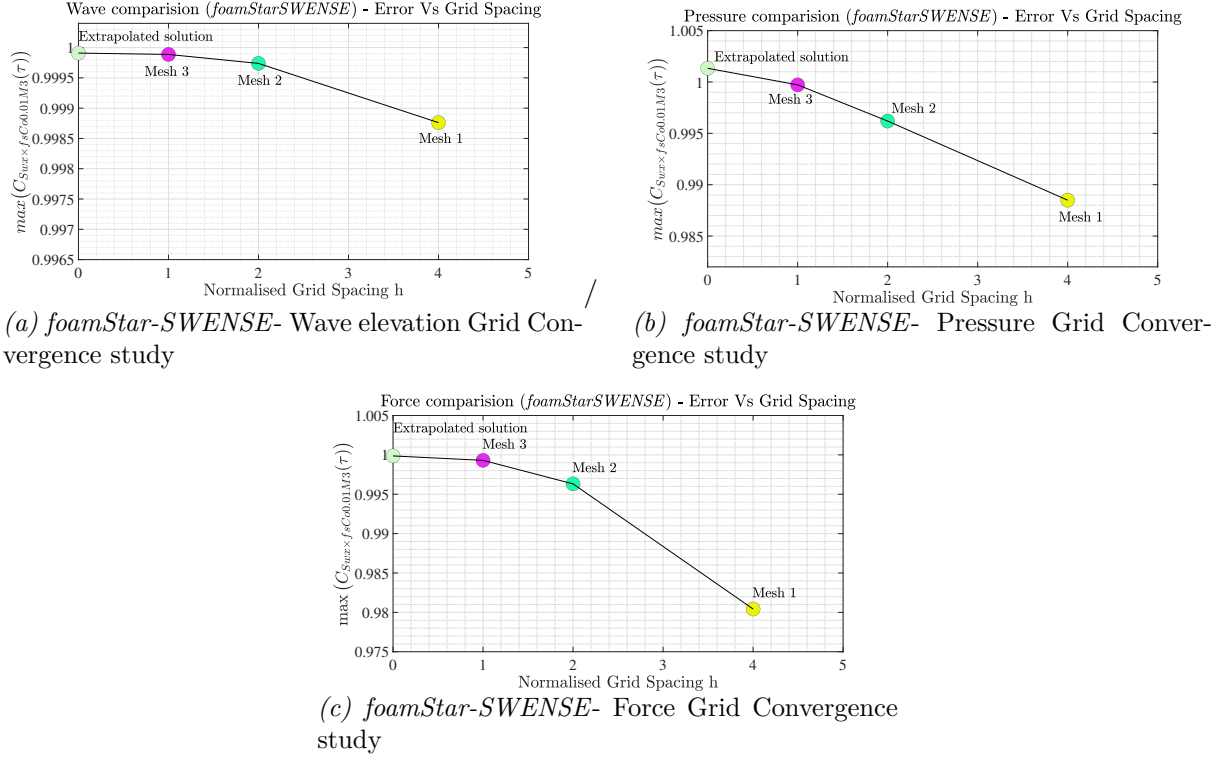 Wave comparision (foamStarSWENSE) - Error Vs Grid Spacing
max(C_{Swx×fsCo0.01M3}(τ))
1
0.9995
0.999
0.9985
0.998
0.9975
0.997
0.9965
Extrapolated solution
Mesh 3
Mesh 2
Mesh 1
0 1 2 3 4 5
Normalised Grid Spacing h
/
(a) foamStar-SWENSE- Wave elevation Grid Con-
vergence study
Pressure comparision (foamStarSWENSE) - Error Vs Grid Spacing
max(C_{Swx×fsCo0.01M3}(τ))
1.005
1
0.995
0.99
0.985
Extrapolated solution
Mesh 3
Mesh 2
Mesh 1
0 1 2 3 4 5
Normalised Grid Spacing h
(b) foamStar-SWENSE- Pressure Grid Conver-
gence study
Force comparision (foamStarSWENSE) - Error Vs Grid Spacing
max (C_{Swx×fsCo0.01M3}(τ))
1.005
1
0.995
0.99
0.985
0.98
0.975
Extrapolated solution
Mesh 3
Mesh 2
Mesh 1
0 1 2 3 4 5
Normalised Grid Spacing h
(c) foamStar-SWENSE- Force Grid Convergence
study